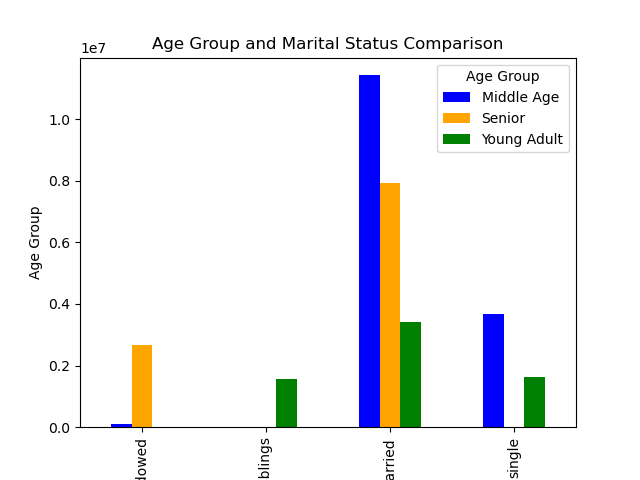 Age Group and Marital Status Comparison
1e7
Age Group
Middle Age
Senior
Young Adult
1.0
0.8
0.6
0.4
0.2
0.0
Age Group
dowed
blings
arried
single